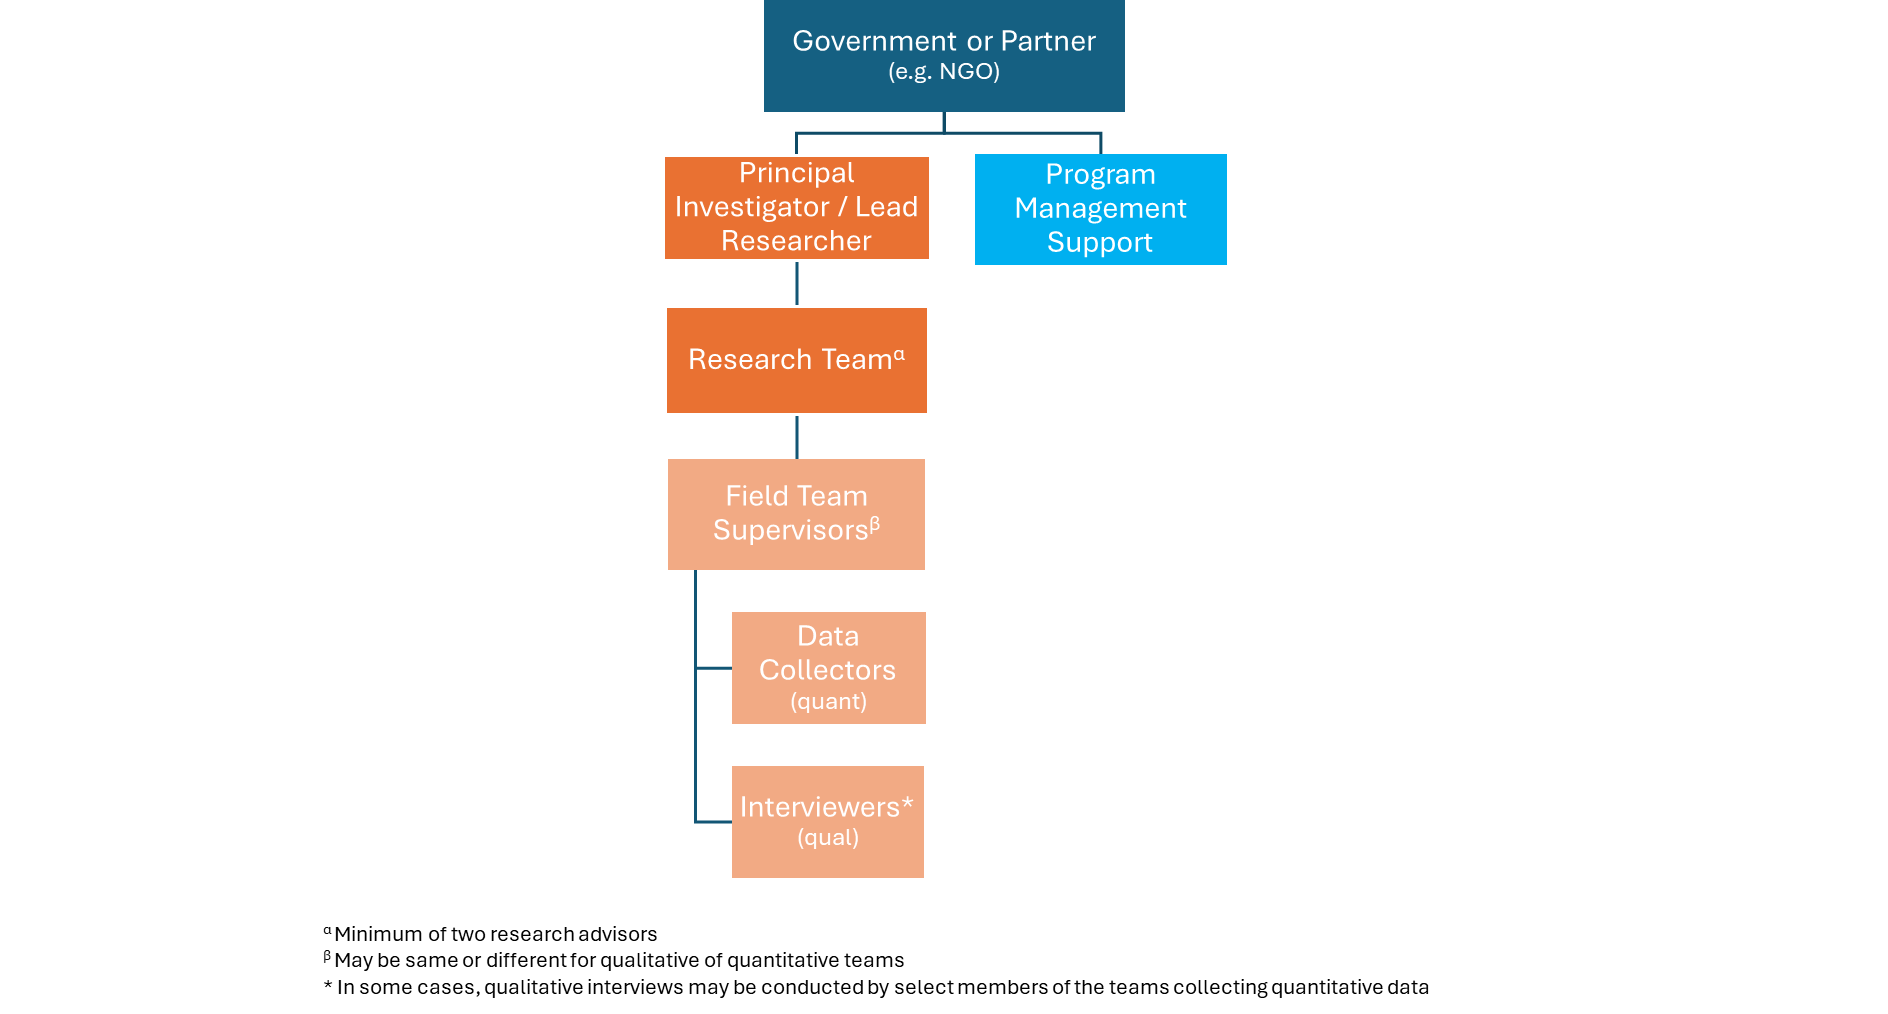 Government or Partner
(e.g. NGO)
Principal
Investigator / Lead
Researcher
Program
Management
Support
Research Teamᵅ
Field Team
Supervisorsᵝ
Data
Collectors
(quant)
Interviewers*
(qual)
ᵅ Minimum of two research advisors
ᵝ May be same or different for qualitative of quantitative teams
* In some cases, qualitative interviews may be conducted by select members of the teams collecting quantitative data